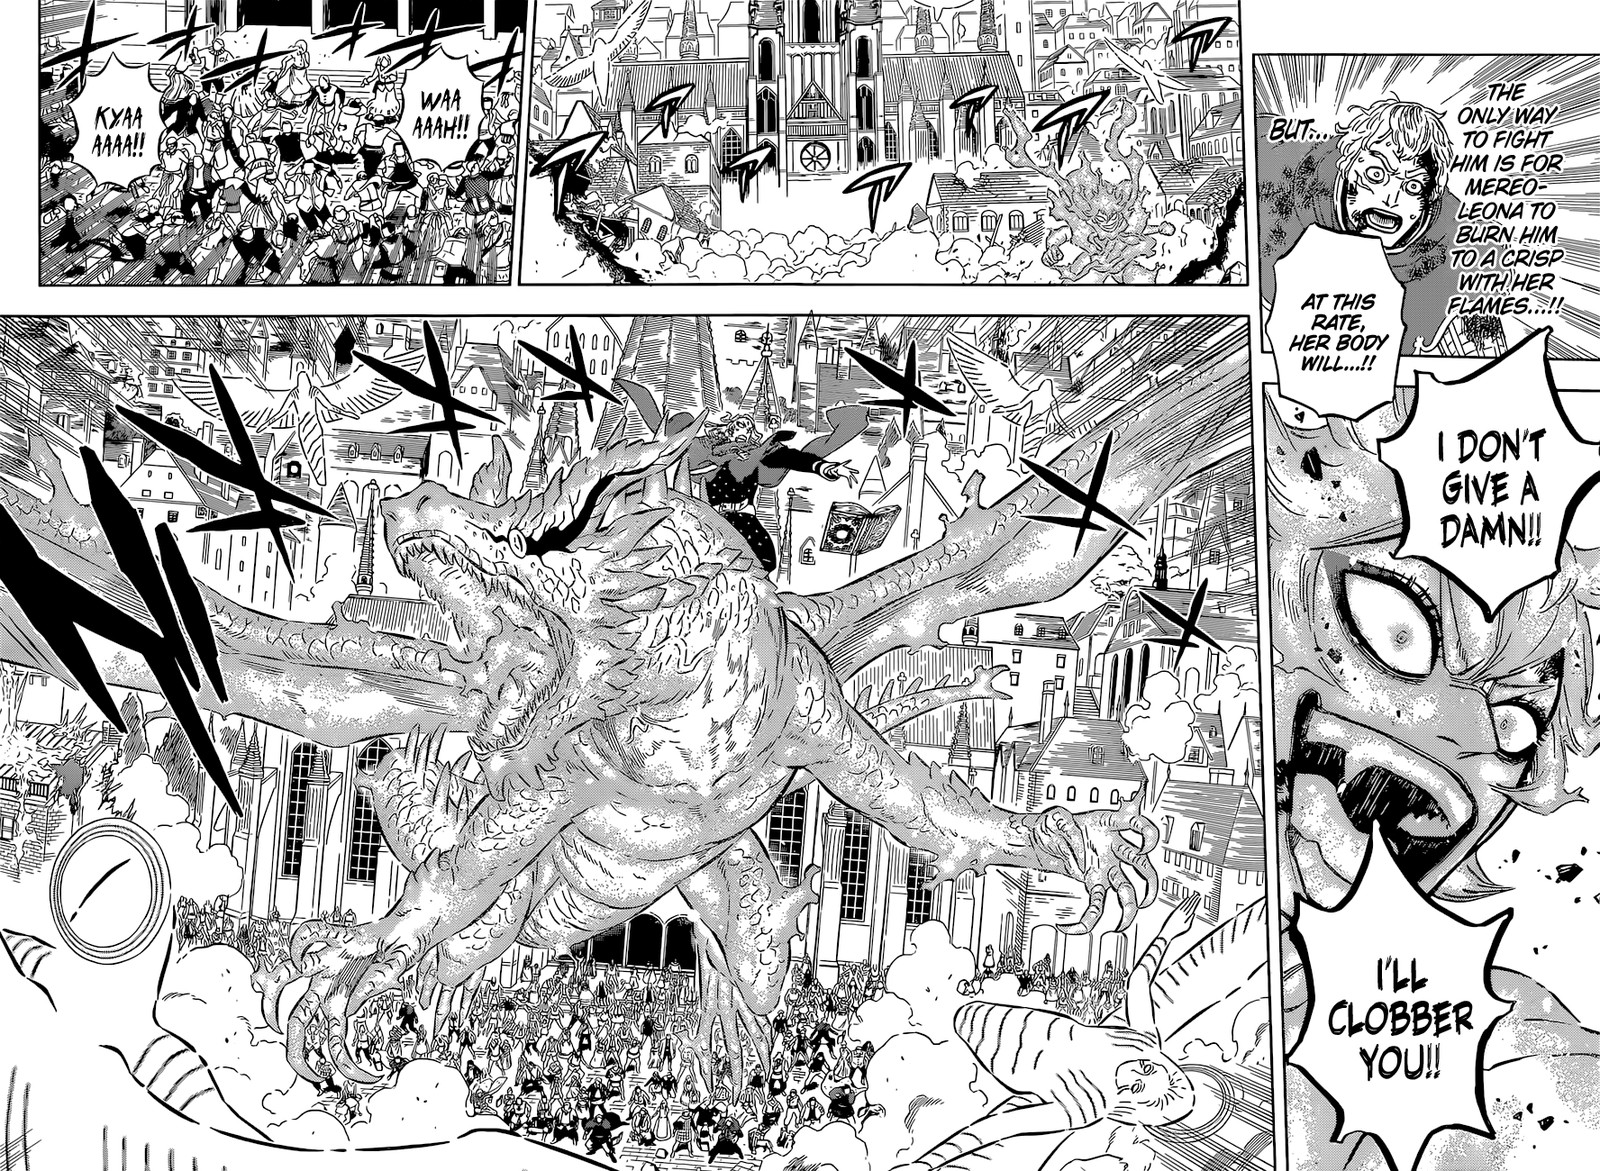 THE
ONLY WAY
TO FIGHT
HIM IS FOR
MEREO-
LEONA TO
BURN HIM
TO A CRISP
WITH HER
FLAMES...!!
BUT...
AT THIS
RATE,
HER BODY
WILL...!!
I DON'T
GIVE A
DAMN!!
I'LL
CLOBBER
YOU!!
WAA
AAAH!!
KYAA
AAAA!!